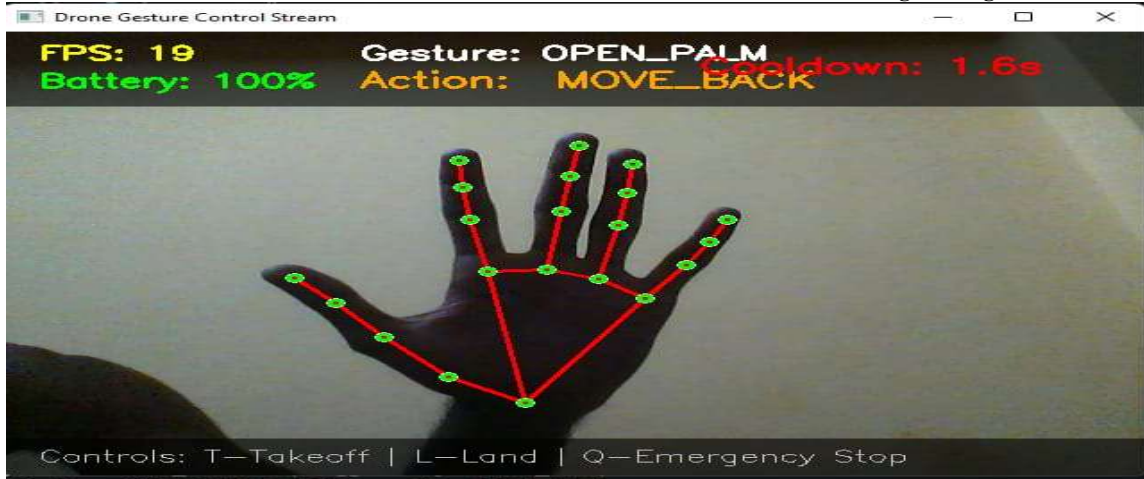 Drone Gesture Control Stream
FPS: 19 Gesture: OPEN_PALM
Cooldown: 1.6s
Battery: 100% Action: MOVE_BACK
Controls: T-Takeoff | L-Land | Q-Emergency Stop